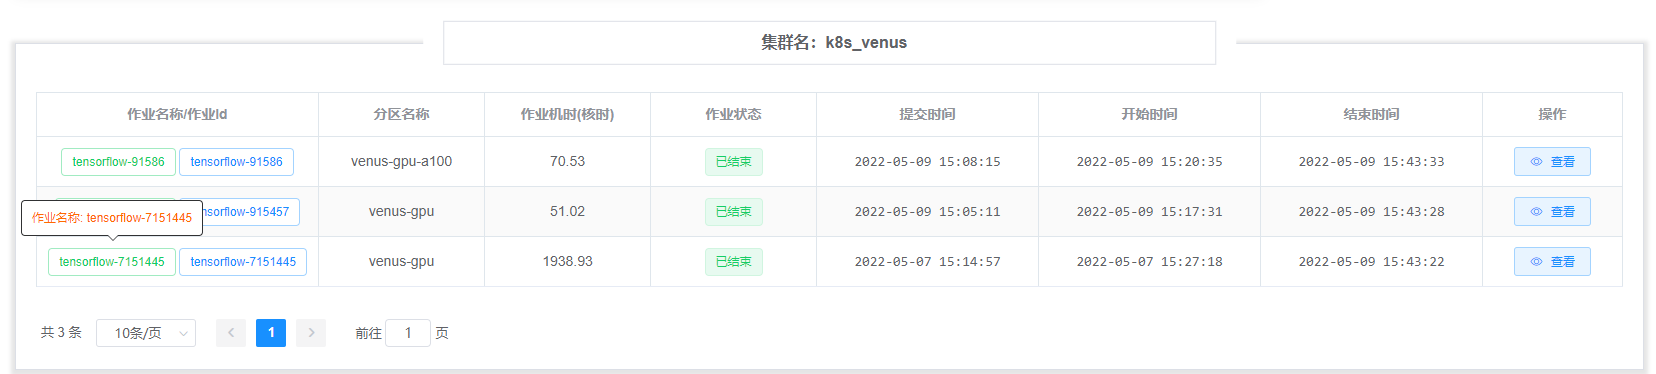 集群名：k8s_venus
作业名称/作业Id 分区名称 作业机时(核时) 作业状态 提交时间 开始时间 结束时间 操作
tensorflow-91586 tensorflow-91586 venus-gpu-a100 70.53 已结束 2022-05-09 15:08:15 2022-05-09 15:20:35 2022-05-09 15:43:33 查看
作业名称: tensorflow-7151445
tensorflow-915457 venus-gpu 51.02 已结束 2022-05-09 15:05:11 2022-05-09 15:17:31 2022-05-09 15:43:28 查看
tensorflow-7151445 tensorflow-7151445 venus-gpu 1938.93 已结束 2022-05-07 15:14:57 2022-05-07 15:27:18 2022-05-09 15:43:22 查看
共 3 条 10条/页 1 前往 1 页